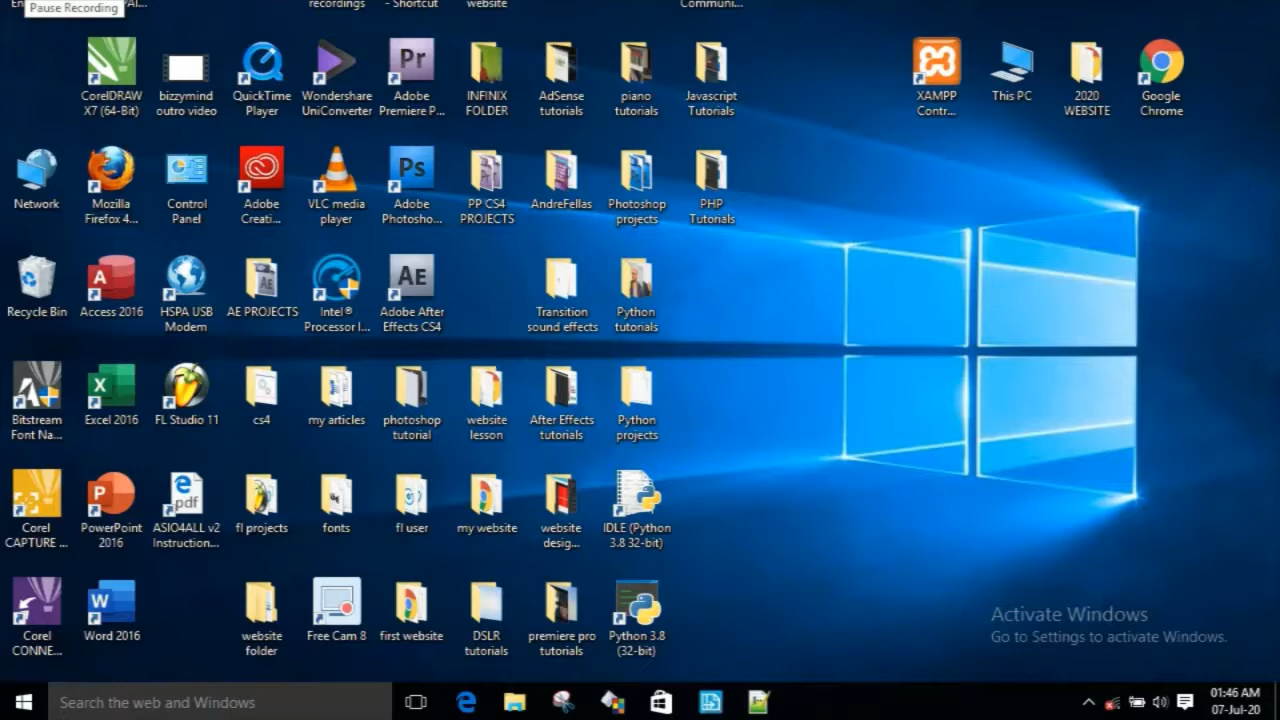 Pause Recording
recordings
- Shortcut
website
Communi...
CorelDRAW
X7 (64-Bit)
bizzymind
outro video
QuickTime
Player
Wondershare
UniConverter
Adobe
Premiere P...
INFINIX
FOLDER
AdSense
tutorials
piano
tutorials
Javascript
Tutorials
XAMPP
Contr...
This PC
2020
WEBSITE
Google
Chrome
Network
Mozilla
Firefox 4...
Control
Panel
Adobe
Creati...
VLC media
player
Adobe
Photosho...
PP CS4
PROJECTS
AndreFellas
Photoshop
projects
PHP
Tutorials
Recycle Bin
Access 2016
HSPA USB
Modem
AE PROJECTS
Intel®
Processor I...
Adobe After
Effects CS4
Transition
sound effects
Python
tutorials
Bitstream
Font Na...
Excel 2016
FL Studio 11
cs4
my articles
photoshop
tutorial
website
lesson
After Effects
tutorials
Python
projects
Corel
CAPTURE ...
PowerPoint
2016
ASIO4ALL v2
Instruction...
fl projects
fonts
fl user
my website
website
desig...
IDLE (Python
3.8 32-bit)
Corel
CONNE...
Word 2016
website
folder
Free Cam 8
first website
DSLR
tutorials
premiere pro
tutorials
Python 3.8
(32-bit)
Activate Windows
Go to Settings to activate Windows.
Search the web and Windows
01:46 AM
07-Jul-20